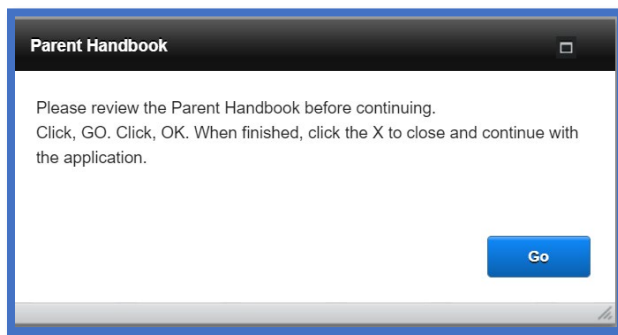 Parent Handbook
Please review the Parent Handbook before continuing.
Click, GO. Click, OK. When finished, click the X to close and continue with
the application.
Go